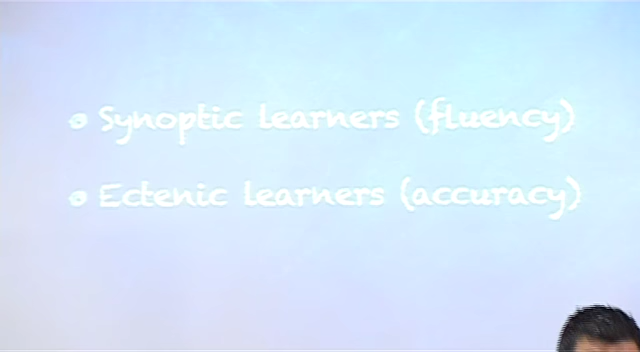 • Synoptic learners (fluency)
• Ectenic learners (accuracy)